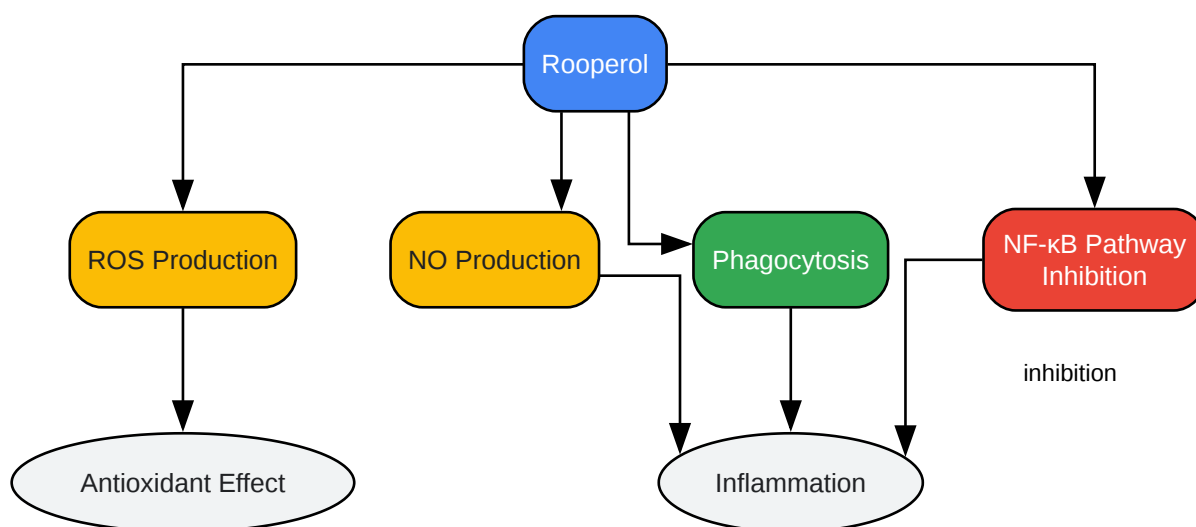 Rooperol
ROS Production
NO Production
Phagocytosis
NF-κB Pathway
Inhibition
inhibition
Antioxidant Effect
Inflammation